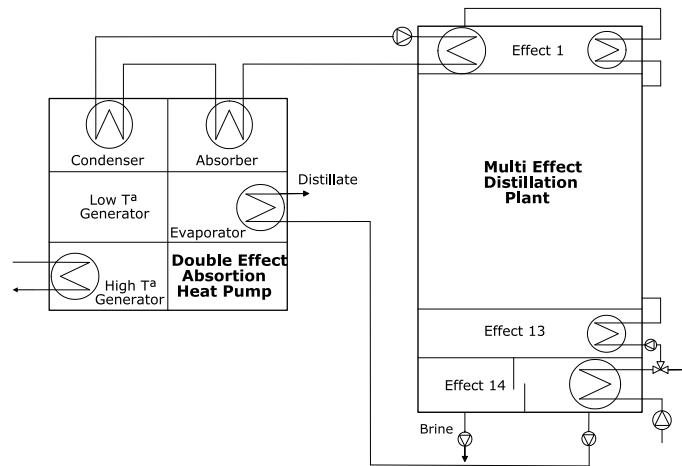 Effect 1
Condenser
Absorber
Multi Effect
Distillation
Plant
Distillate
Low Tª
Generator
Evaporator
Double Effect
Absortion
Heat Pump
High Tª
Generator
Effect 13
Effect 14
Brine